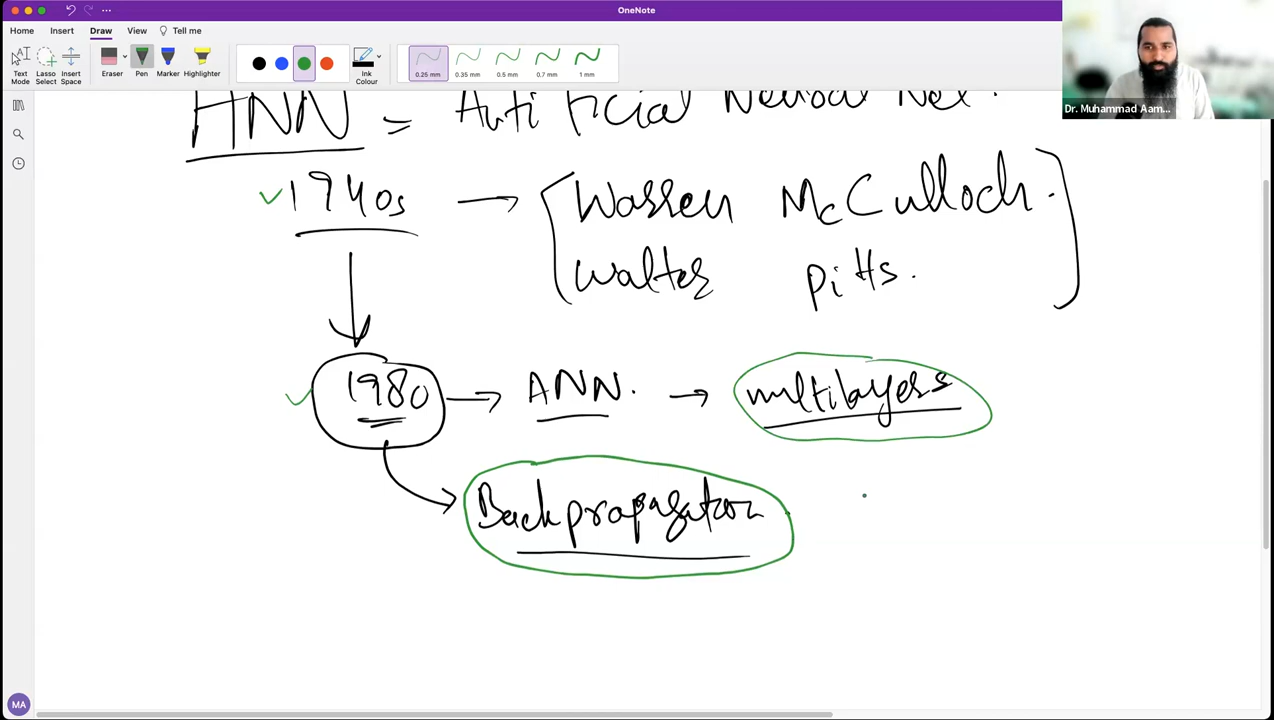 OneNote
Home Insert Draw View Tell me
Text Mode Lasso Select Insert Space Eraser Pen Marker Highlighter Ink Colour 0.25 mm 0.35 mm 0.5 mm 0.7 mm 1 mm
Dr. Muhammad Aam...
ANN = Artificial Neural Net.
1940s → Warren McCulloch.
Walter Pitts.
1980 → ANN. → multilayers
Backpropagation
MA